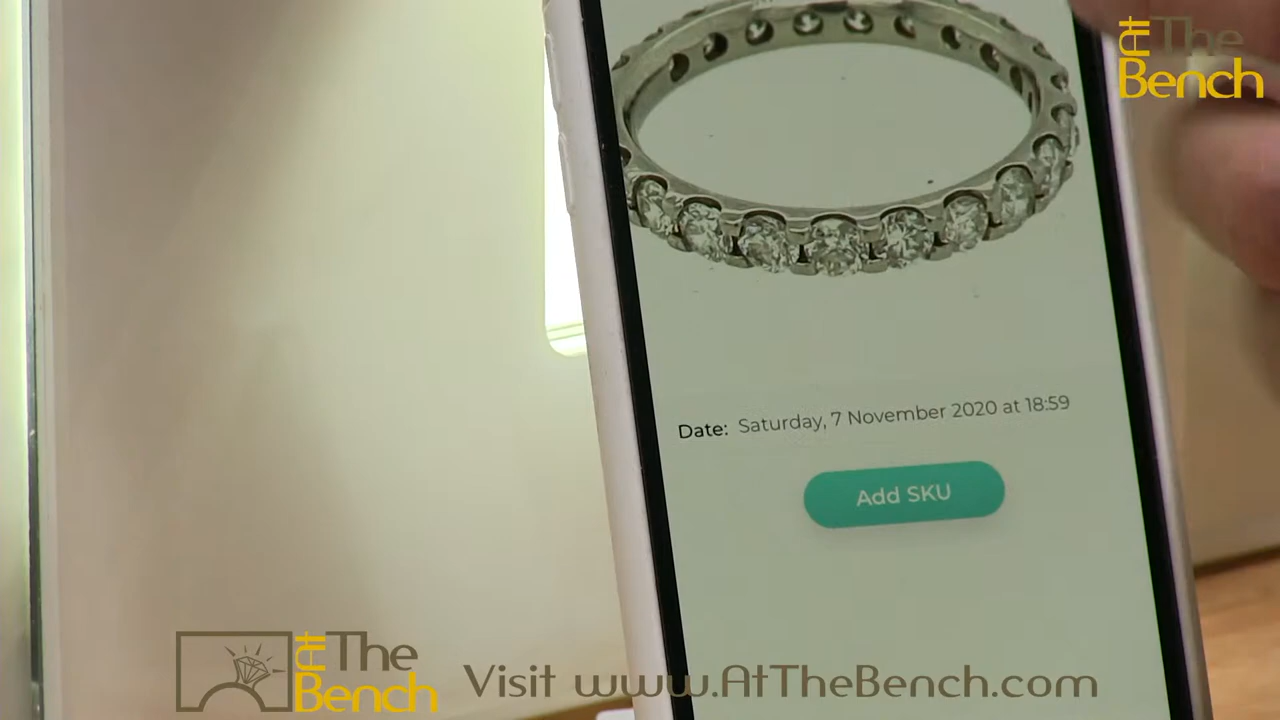 At The
Bench
Date: Saturday, 7 November 2020 at 18:59
Add SKU
At The
Bench
Visit www.AtTheBench.com